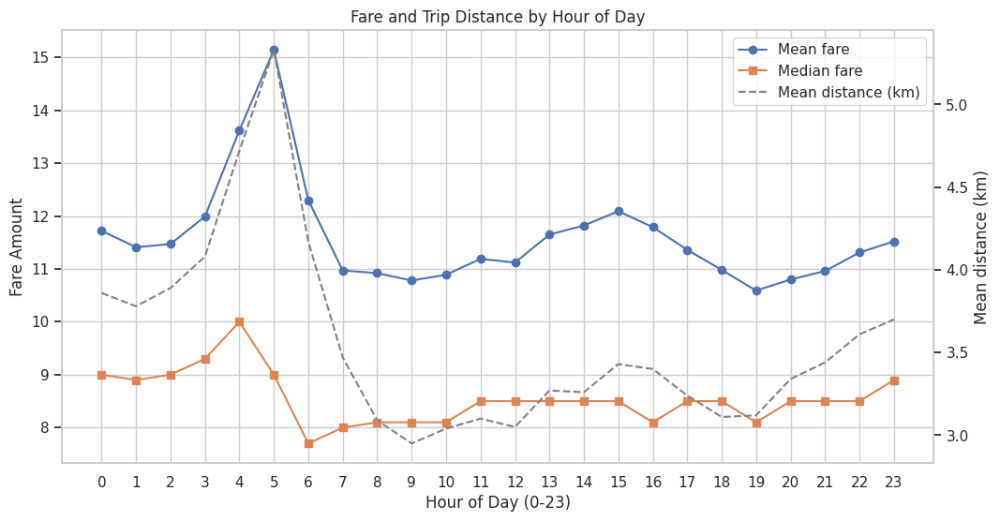 Fare and Trip Distance by Hour of Day
Mean fare
Median fare
Mean distance (km)
Fare Amount
15
14
13
12
11
10
9
8
5.0
4.5
4.0
3.5
3.0
Mean distance (km)
0 1 2 3 4 5 6 7 8 9 10 11 12 13 14 15 16 17 18 19 20 21 22 23
Hour of Day (0-23)